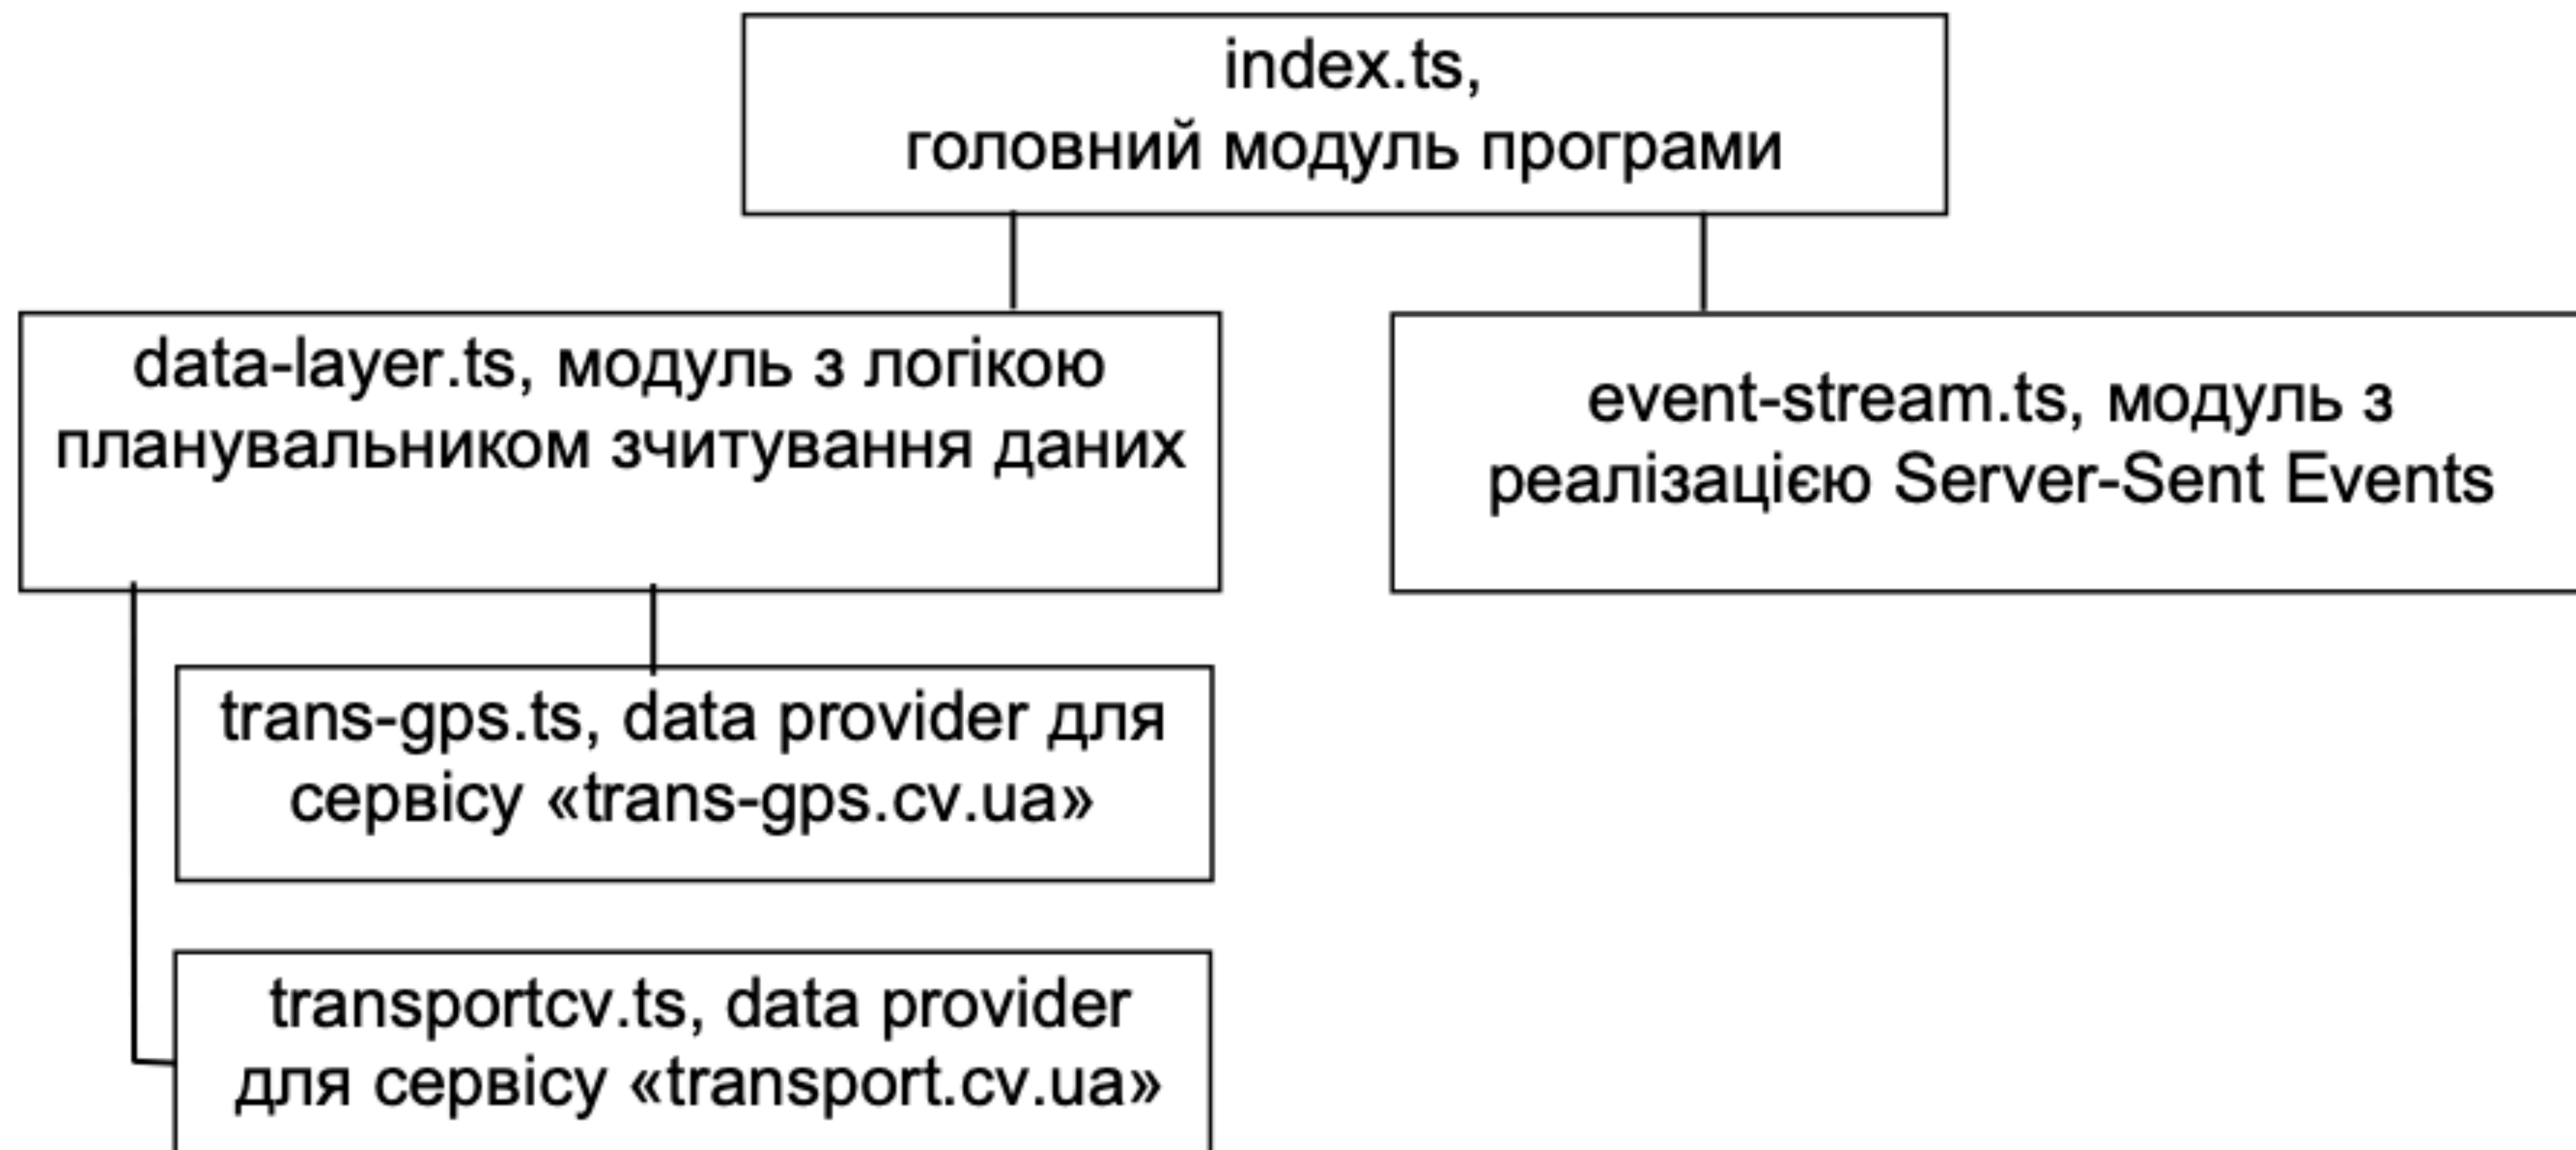 index.ts,
головний модуль програми
data-layer.ts, модуль з логікою
планувальником зчитування даних
event-stream.ts, модуль з
реалізацією Server-Sent Events
trans-gps.ts, data provider для
сервісу «trans-gps.cv.ua»
transportcv.ts, data provider
для сервісу «transport.cv.ua»